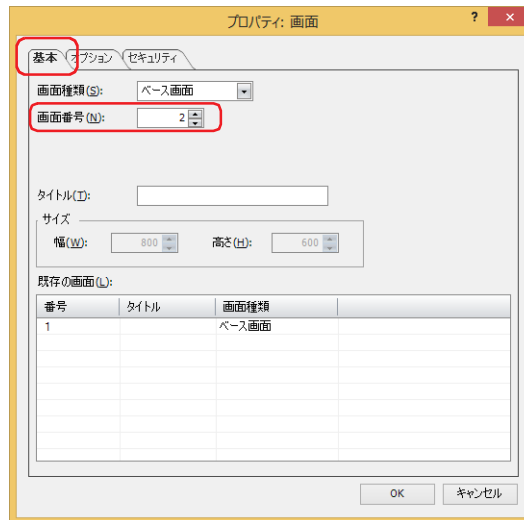 プロパティ: 画面
? ×
基本 オプション セキュリティ
画面種類(S): ベース画面
画面番号(N): 2
タイトル(T):
サイズ
幅(W): 800 高さ(H): 600
既存の画面(L):
番号 タイトル 画面種類
1 ベース画面
OK キャンセル